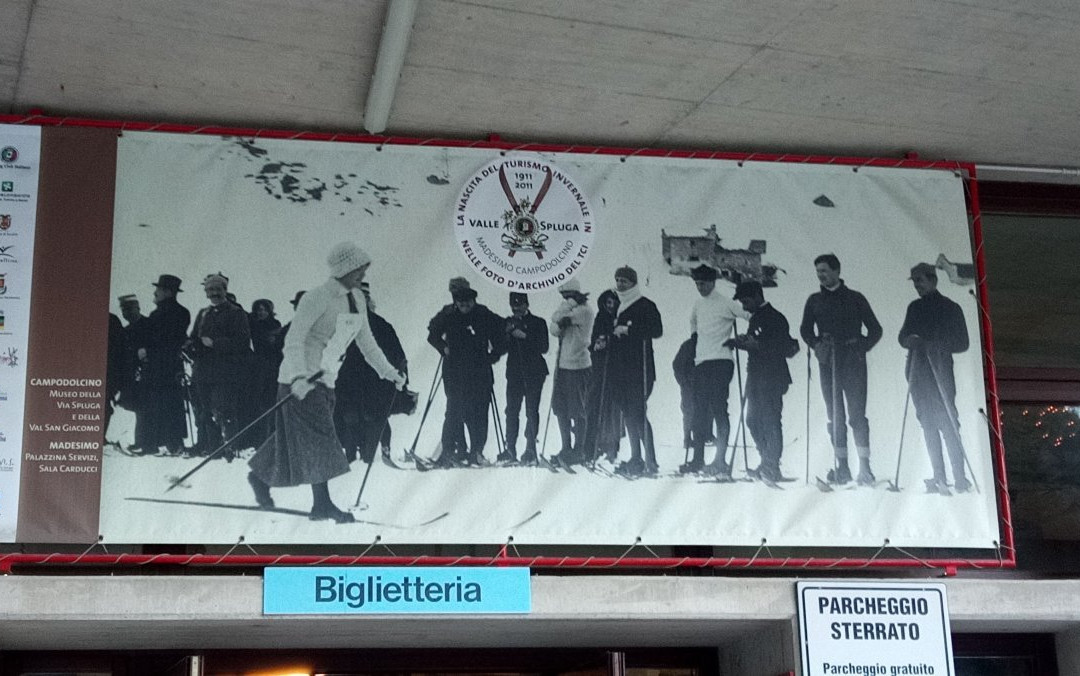 LA NASCITA DEL TURISMO INVERNALE IN
1911
2011
VALLE SPLUGA
MADESIMO CAMPODOLCINO
NELLE FOTO D'ARCHIVIO DEL TCI
CAMPODOLCINO
MUSEO DELLA
VIA SPLUGA
E DELLA
VAL SAN GIACOMO
MADESIMO
PALAZZINA SERVIZI,
SALA CARDUCCI
Biglietteria
PARCHEGGIO
STERRATO
Parcheggio gratuito